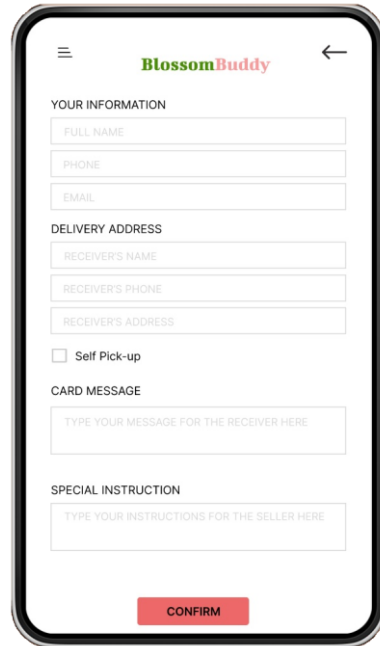 BlossomBuddy
YOUR INFORMATION
FULL NAME
PHONE
EMAIL
DELIVERY ADDRESS
RECEIVER'S NAME
RECEIVER'S PHONE
RECEIVER'S ADDRESS
Self Pick-up
CARD MESSAGE
TYPE YOUR MESSAGE FOR THE RECEIVER HERE
SPECIAL INSTRUCTION
TYPE YOUR INSTRUCTIONS FOR THE SELLER HERE
CONFIRM